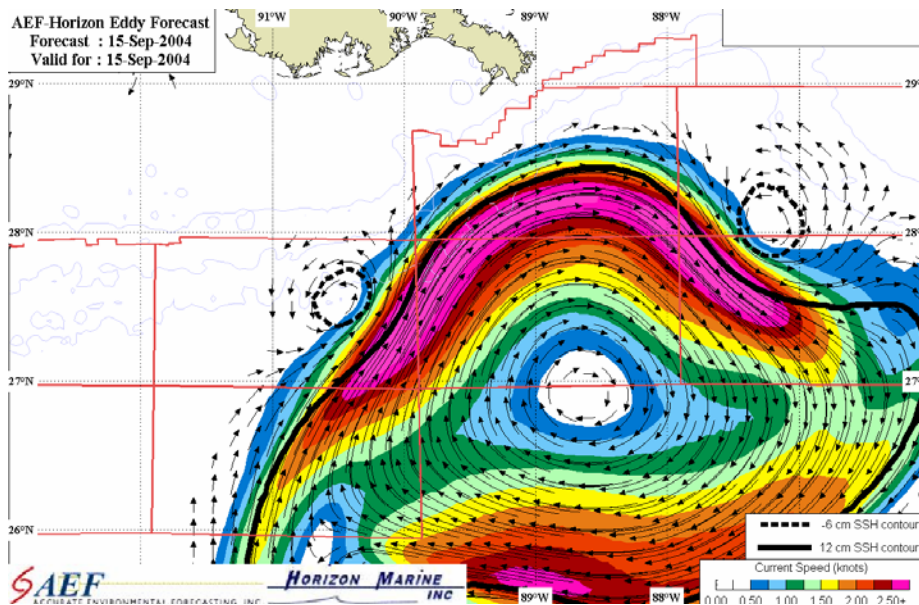 AEF-Horizon Eddy Forecast
Forecast : 15-Sep-2004
Valid for : 15-Sep-2004
91°W
90°W
89°W
88°W
29°N
29°
28°N
28°
27°N
27°
26°N
89°W
88°W
-6 cm SSH contour
12 cm SSH contour
Current Speed (knots)
0.00 0.50 1.00 1.50 2.00 2.50+
AEF
ACCURATE ENVIRONMENTAL FORECASTING, INC
HORIZON MARINE
INC